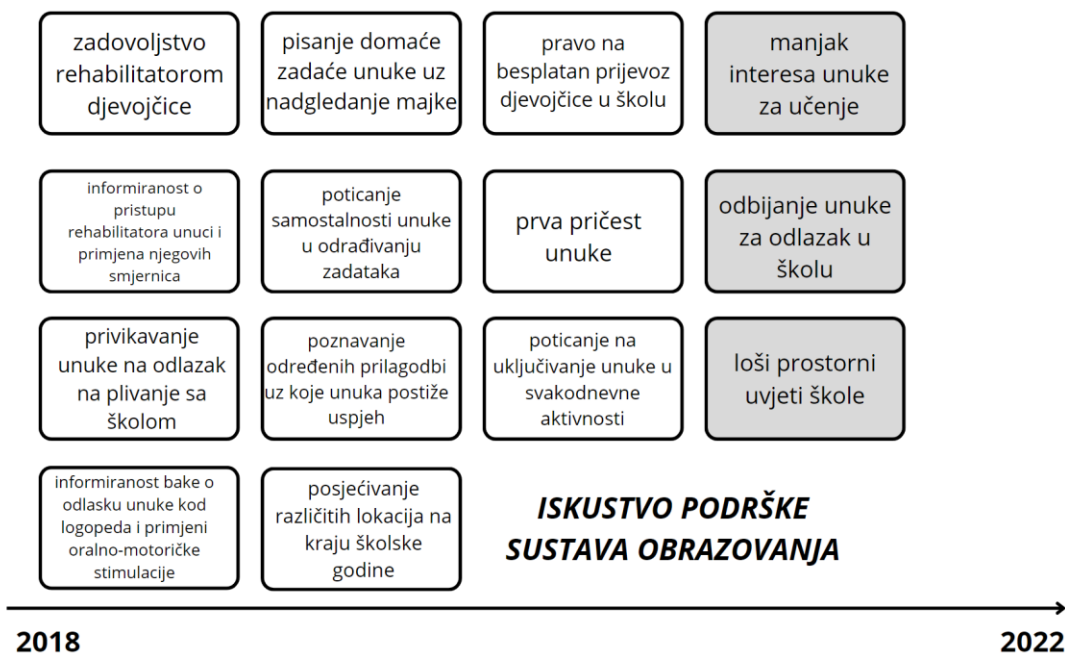 zadovoljstvo
rehabilitatorom
djevojčice
pisanje domaće
zadaće unuke uz
nadgledanje majke
pravo na
besplatan prijevoz
djevojčice u školu
manjak
interesa unuke
za učenje
informiranost o
pristupu
rehabilitatora unuci i
primjena njegovih
smjernica
poticanje
samostalnosti unuke
u odrađivanju
zadataka
prva pričest
unuke
odbijanje unuke
za odlazak u
školu
privikavanje
unuke na odlazak
na plivanje sa
školom
poznavanje
određenih prilagodbi
uz koje unuka postiže
uspjeh
poticanje na
uključivanje unuke u
svakodnevne
aktivnosti
loši prostorni
uvjeti škole
informiranost bake o
odlasku unuke kod
logopeda i primjeni
oralno-motoričke
stimulacije
posjećivanje
različitih lokacija na
kraju školske
godine
ISKUSTVO PODRŠKE
SUSTAVA OBRAZOVANJA
2018
2022